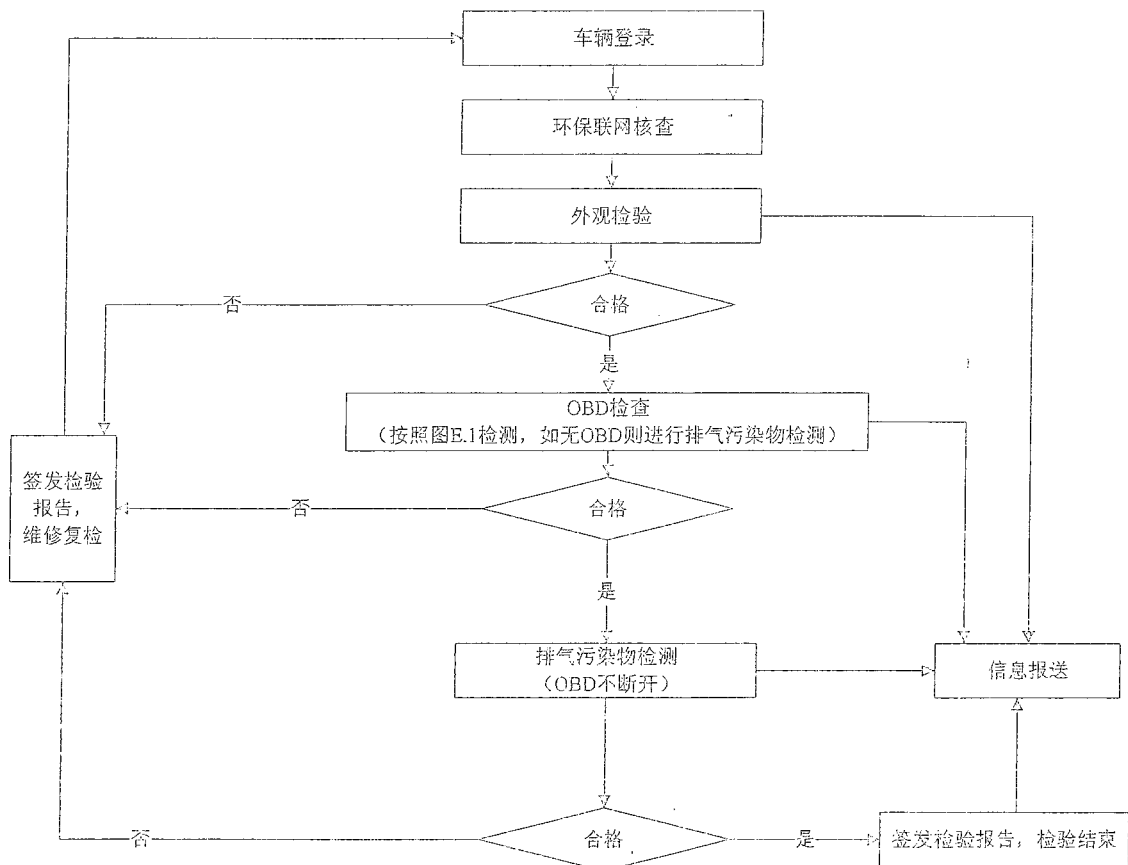 车辆登录
环保联网核查
外观检验
合格
否
是
OBD检查
（按照图E.1检测，如无OBD则进行排气污染物检测）
签发检验
报告，
维修复检
否
合格
是
排气污染物检测
（OBD不断开）
信息报送
否
合格
是
签发检验报告，检验结束